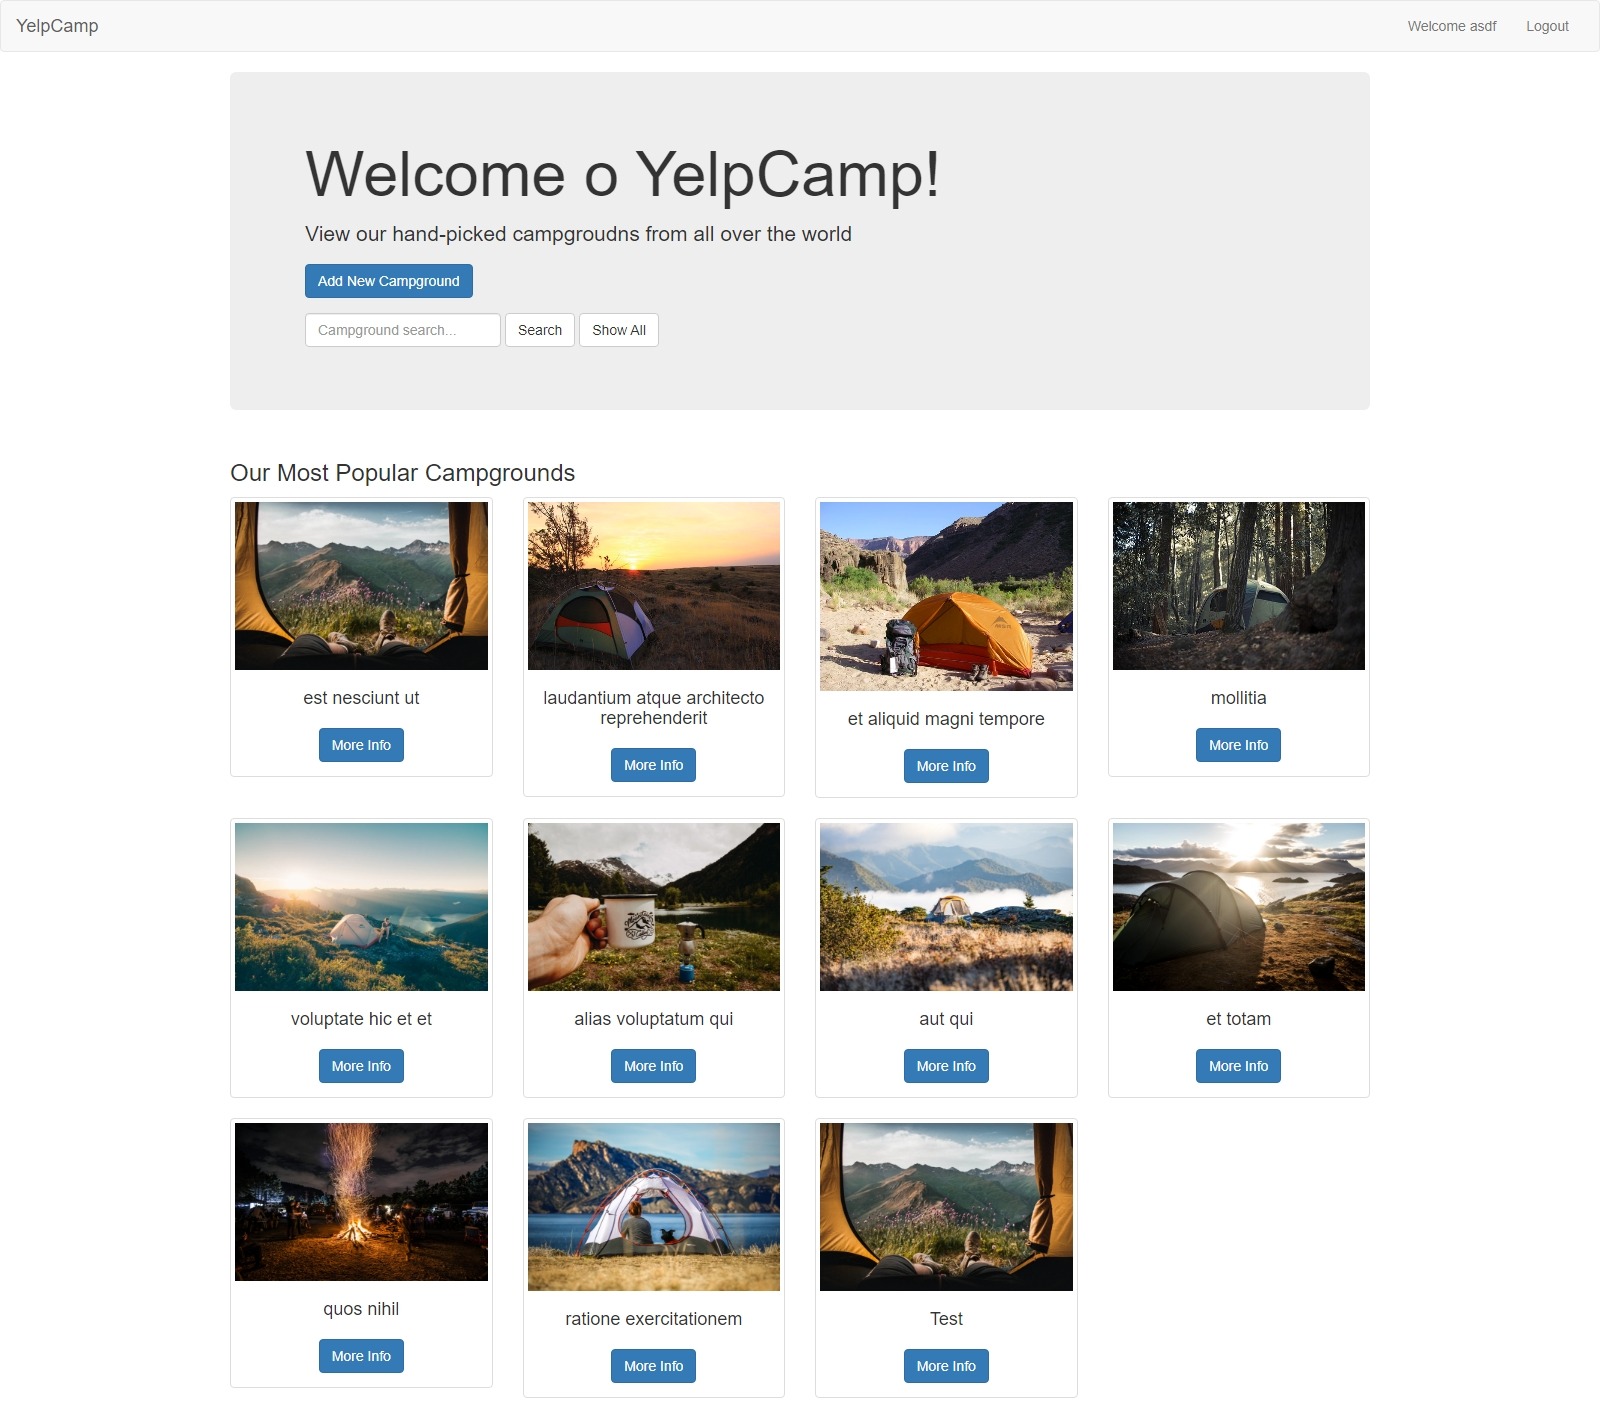 YelpCamp
Welcome asdf Logout
Welcome o YelpCamp!
View our hand-picked campgroudns from all over the world
Add New Campground
Campground search... Search Show All
Our Most Popular Campgrounds
est nesciunt ut
More Info
laudantium atque architecto
reprehenderit
More Info
et aliquid magni tempore
More Info
mollitia
More Info
voluptate hic et et
More Info
alias voluptatum qui
More Info
aut qui
More Info
et totam
More Info
quos nihil
More Info
ratione exercitationem
More Info
Test
More Info